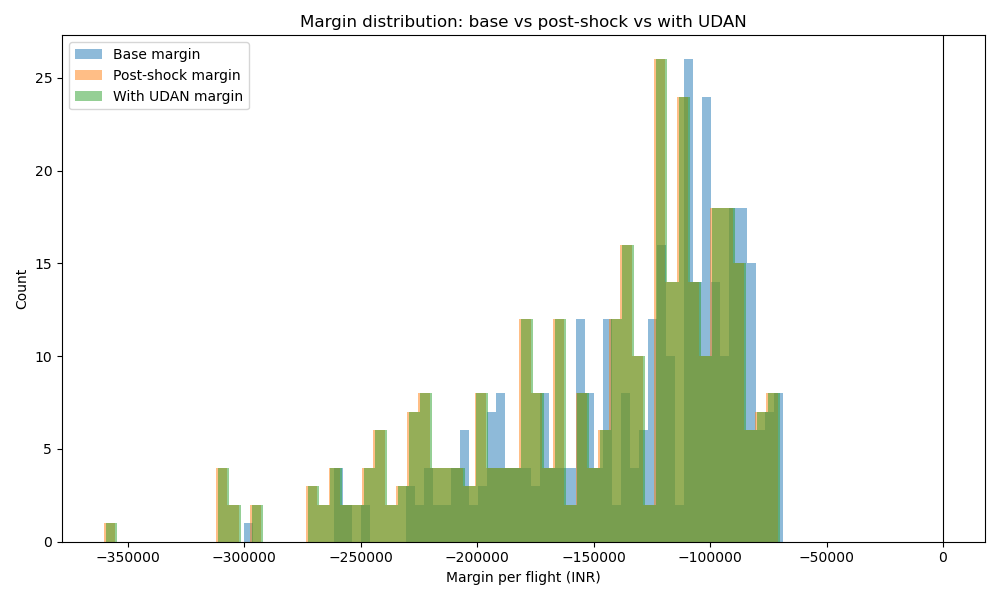 Margin distribution: base vs post-shock vs with UDAN
Base margin
Post-shock margin
With UDAN margin
Count
25
20
15
10
5
0
−350000 −300000 −250000 −200000 −150000 −100000 −50000 0
Margin per flight (INR)